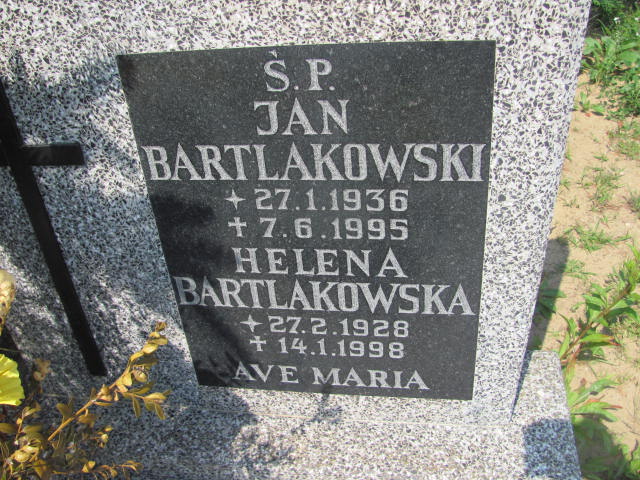 Ś.P.
JAN
BARTLAKOWSKI
✦ 27.1.1936
✝ 7.6.1995
HELENA
BARTLAKOWSKA
✦ 27.2.1928
✝ 14.1.1998
AVE MARIA